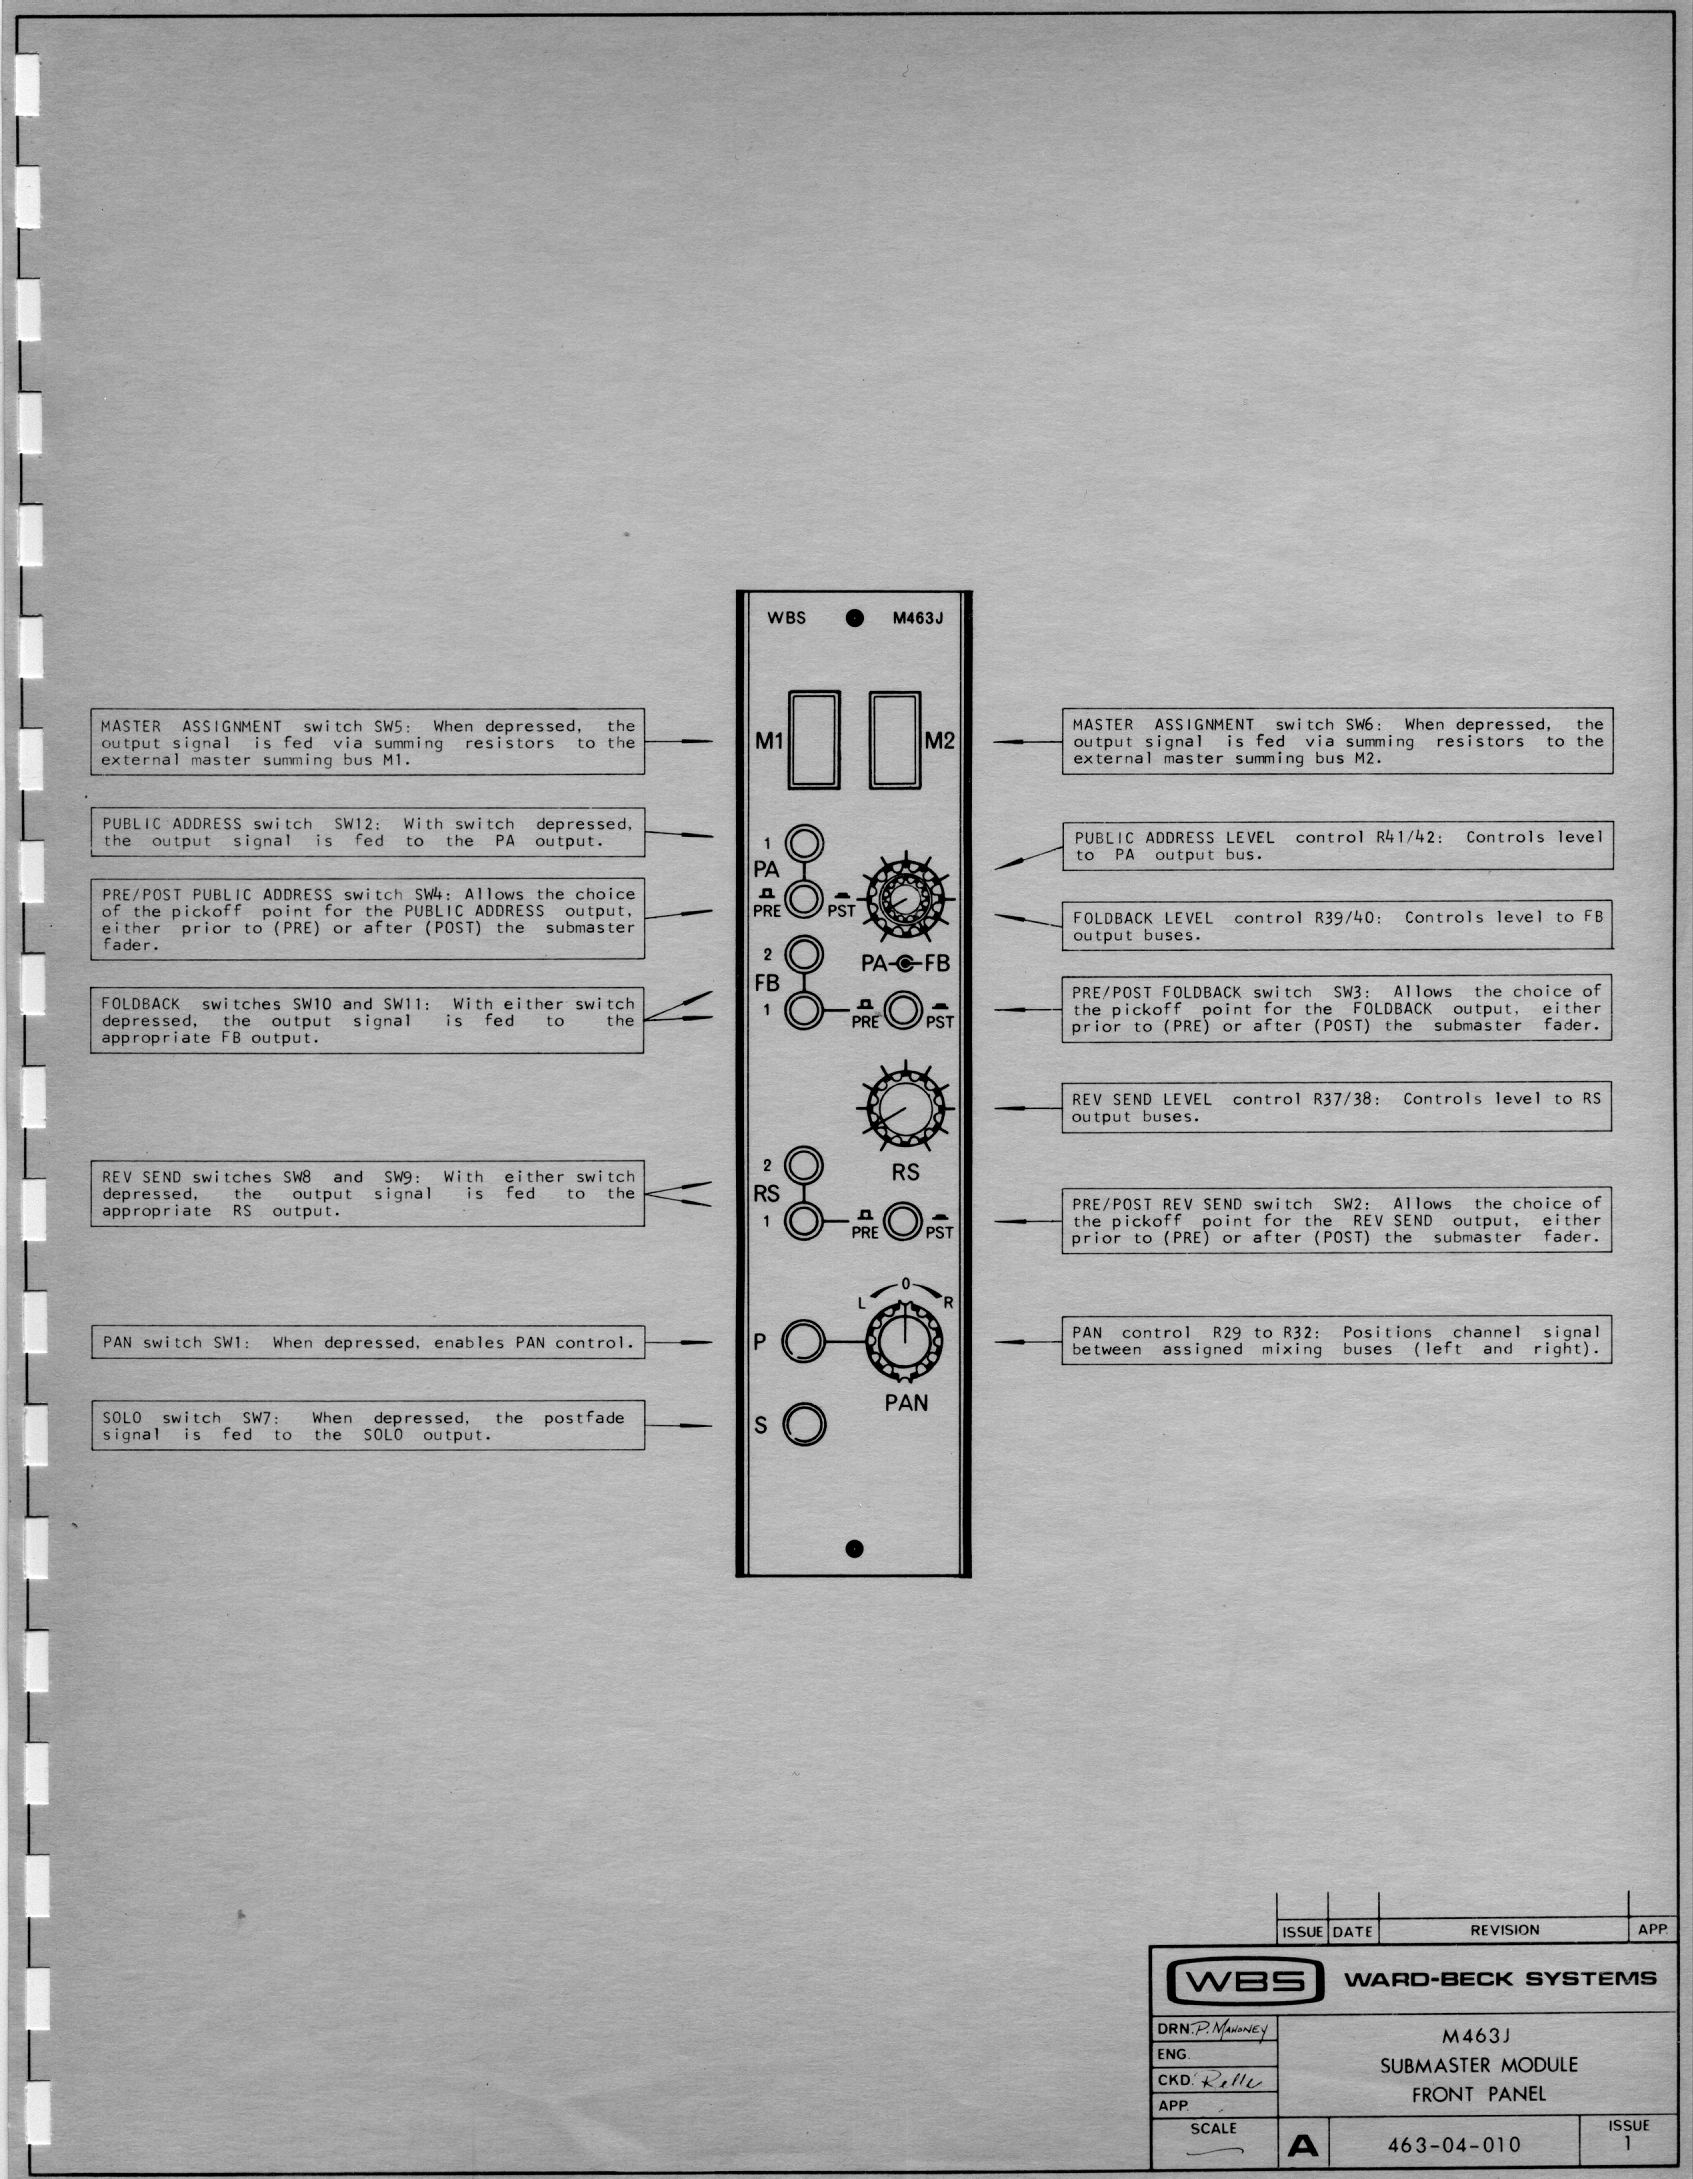 WBS M463J
M1 M2
MASTER ASSIGNMENT switch SW5: When depressed, the
output signal is fed via summing resistors to the
external master summing bus M1.
PUBLIC ADDRESS switch SW12: With switch depressed,
the output signal is fed to the PA output.
PRE/POST PUBLIC ADDRESS switch SW4: Allows the choice
of the pickoff point for the PUBLIC ADDRESS output,
either prior to (PRE) or after (POST) the submaster
fader.
FOLDBACK switches SW10 and SW11: With either switch
depressed, the output signal is fed to the
appropriate FB output.
REV SEND switches SW8 and SW9: With either switch
depressed, the output signal is fed to the
appropriate RS output.
PAN switch SW1: When depressed, enables PAN control.
SOLO switch SW7: When depressed, the postfade
signal is fed to the SOLO output.
1
PA
PRE PST
2
FB
PA FB
1
PRE PST
RS
2
RS
1
PRE PST
L 0 R
P
PAN
S
MASTER ASSIGNMENT switch SW6: When depressed, the
output signal is fed via summing resistors to the
external master summing bus M2.
PUBLIC ADDRESS LEVEL control R41/42: Controls level
to PA output bus.
FOLDBACK LEVEL control R39/40: Controls level to FB
output buses.
PRE/POST FOLDBACK switch SW3: Allows the choice of
the pickoff point for the FOLDBACK output, either
prior to (PRE) or after (POST) the submaster fader.
REV SEND LEVEL control R37/38: Controls level to RS
output buses.
PRE/POST REV SEND switch SW2: Allows the choice of
the pickoff point for the REV SEND output, either
prior to (PRE) or after (POST) the submaster fader.
PAN control R29 to R32: Positions channel signal
between assigned mixing buses (left and right).
ISSUE DATE REVISION APP.
WBS WARD-BECK SYSTEMS
DRN. P. MAHONEY
ENG.
CKD.
APP.
M463J
SUBMASTER MODULE
FRONT PANEL
SCALE
A 463-04-010
ISSUE
1